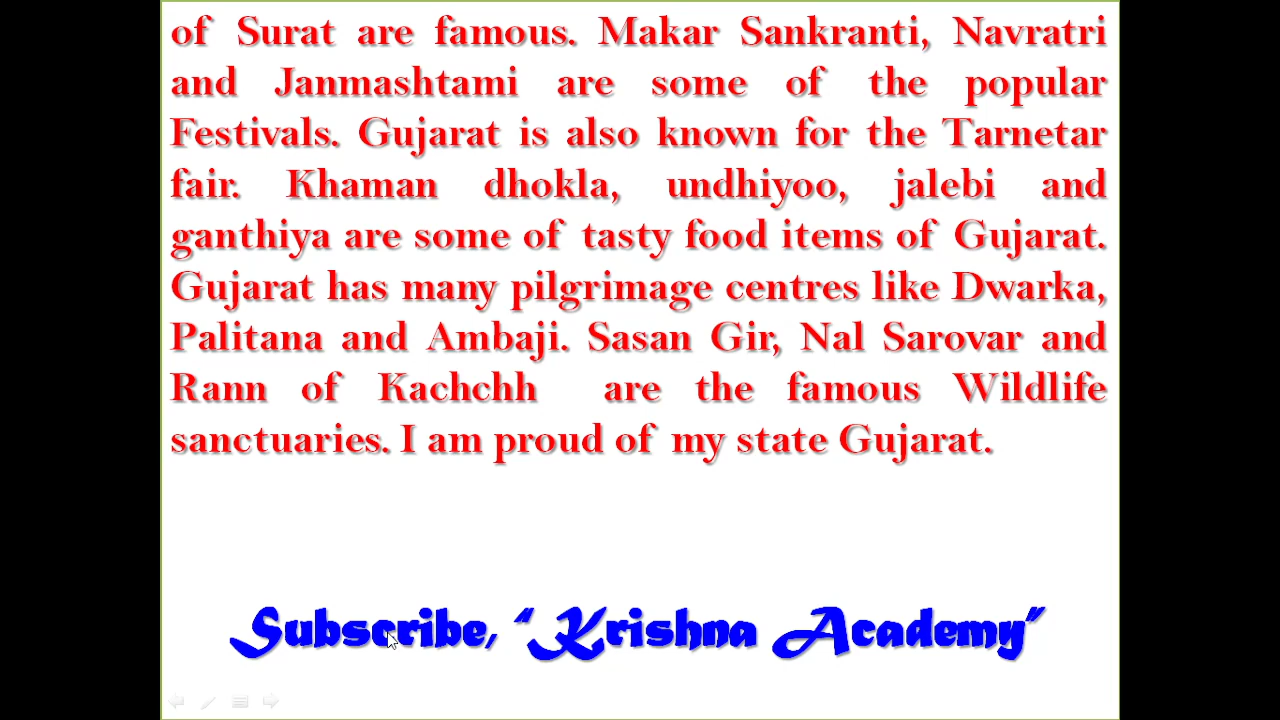 of Surat are famous. Makar Sankranti, Navratri
and Janmashtami are some of the popular
Festivals. Gujarat is also known for the Tarnetar
fair. Khaman dhokla, undhiyoo, jalebi and
ganthiya are some of tasty food items of Gujarat.
Gujarat has many pilgrimage centres like Dwarka,
Palitana and Ambaji. Sasan Gir, Nal Sarovar and
Rann of Kachchh are the famous Wildlife
sanctuaries. I am proud of my state Gujarat.
Subscribe, “Krishna Academy”